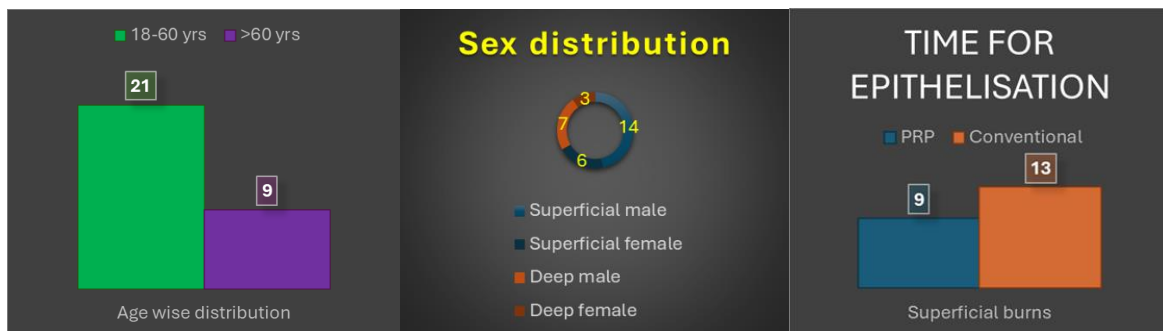 18-60 yrs >60 yrs
21
9
Age wise distribution
Sex distribution
3
7
14
6
Superficial male
Superficial female
Deep male
Deep female
TIME FOR
EPITHELISATION
PRP Conventional
13
9
Superficial burns